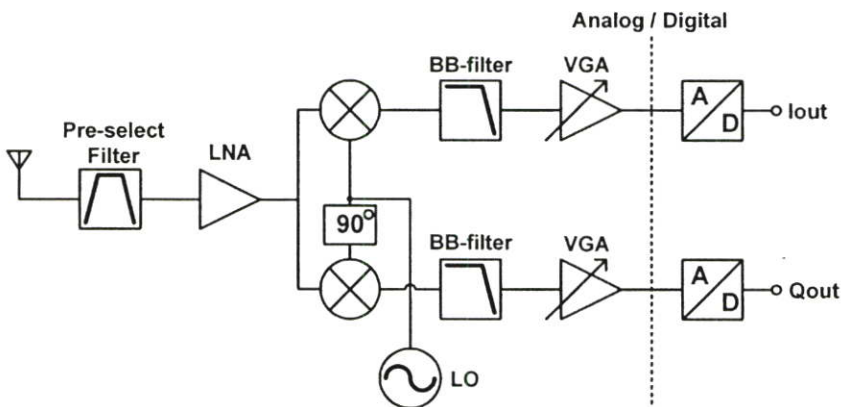 Analog / Digital
BB-filter
VGA
A
D
Iout
Pre-select
Filter
LNA
90°
BB-filter
VGA
A
D
Qout
LO